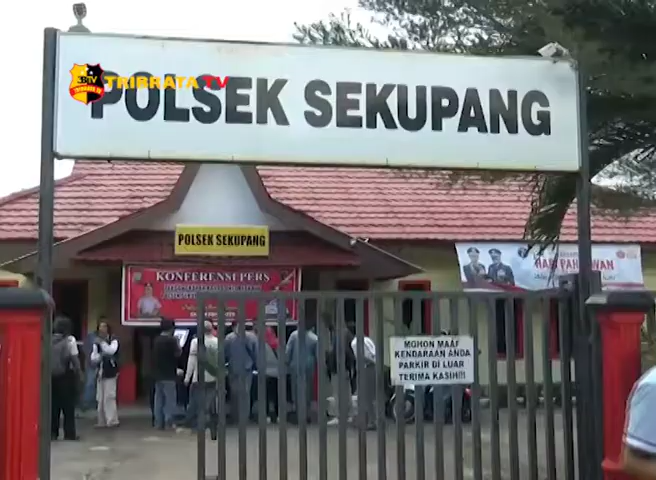 POLSEK SEKUPANG
TRIBRATA TV
POLSEK SEKUPANG
KONFERENSI PERS
HARI PAHLAWAN
MOHON MAAF
KENDARAAN ANDA
PARKIR DI LUAR
TERIMA KASIH!!!